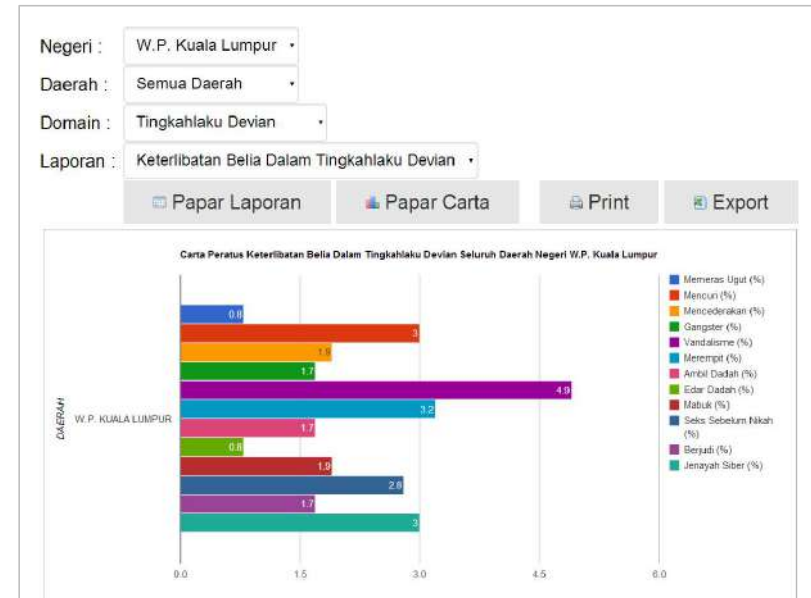 Negeri : W.P. Kuala Lumpur
Daerah : Semua Daerah
Domain : Tingkahlaku Devian
Laporan : Keterlibatan Belia Dalam Tingkahlaku Devian
Papar Laporan Papar Carta Print Export
Carta Peratus Keterlibatan Belia Dalam Tingkahlaku Devian Seluruh Daerah Negeri W.P. Kuala Lumpur
Memeras Ugut (%)
Mencuri (%)
Mencederakan (%)
Gangster (%)
Vandalisme (%)
Merempit (%)
Ambil Dadah (%)
Edar Dadah (%)
Mabuk (%)
Seks Sebelum Nikah
(%)
Berjudi (%)
Jenayah Siber (%)
DAERAH
W.P. KUALA LUMPUR
0.8
3
1.9
1.7
4.9
3.2
1.7
0.8
1.9
2.8
1.7
3
0.0 1.5 3.0 4.5 6.0